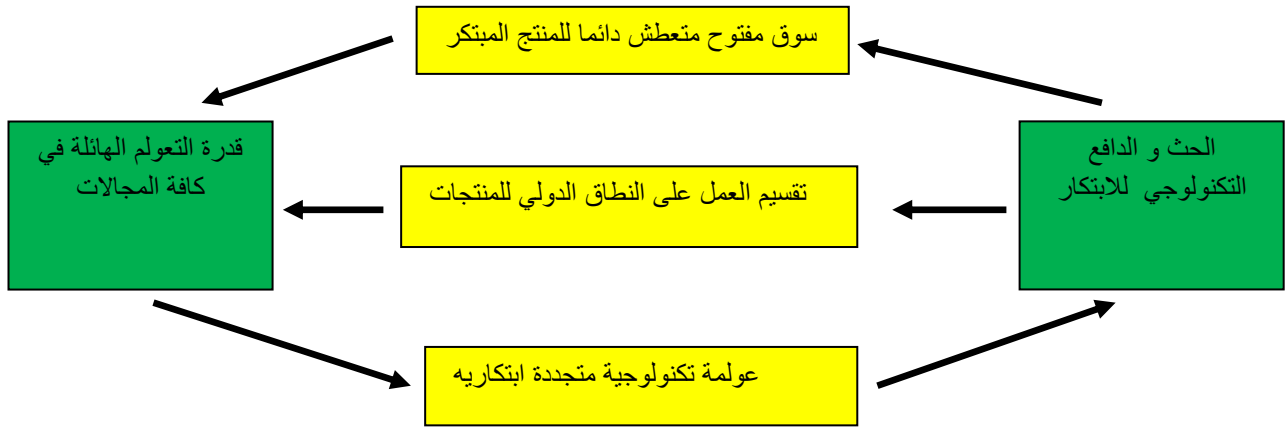 سوق مفتوح متعطش دائما للمنتج المبتكر
الحث و الدافع
التكنولوجي للابتكار
تقسيم العمل على النطاق الدولي للمنتجات
قدرة التعولم الهائلة في
كافة المجالات
عولمة تكنولوجية متجددة ابتكاريه